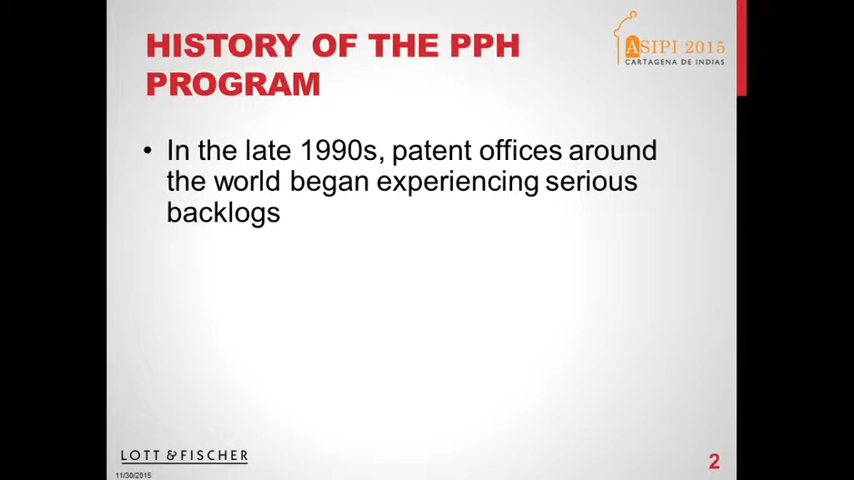 HISTORY OF THE PPH
PROGRAM
ASIPI 2015
CARTAGENA DE INDIAS
• In the late 1990s, patent offices around
the world began experiencing serious
backlogs
LOTT & FISCHER
11/30/2015
2